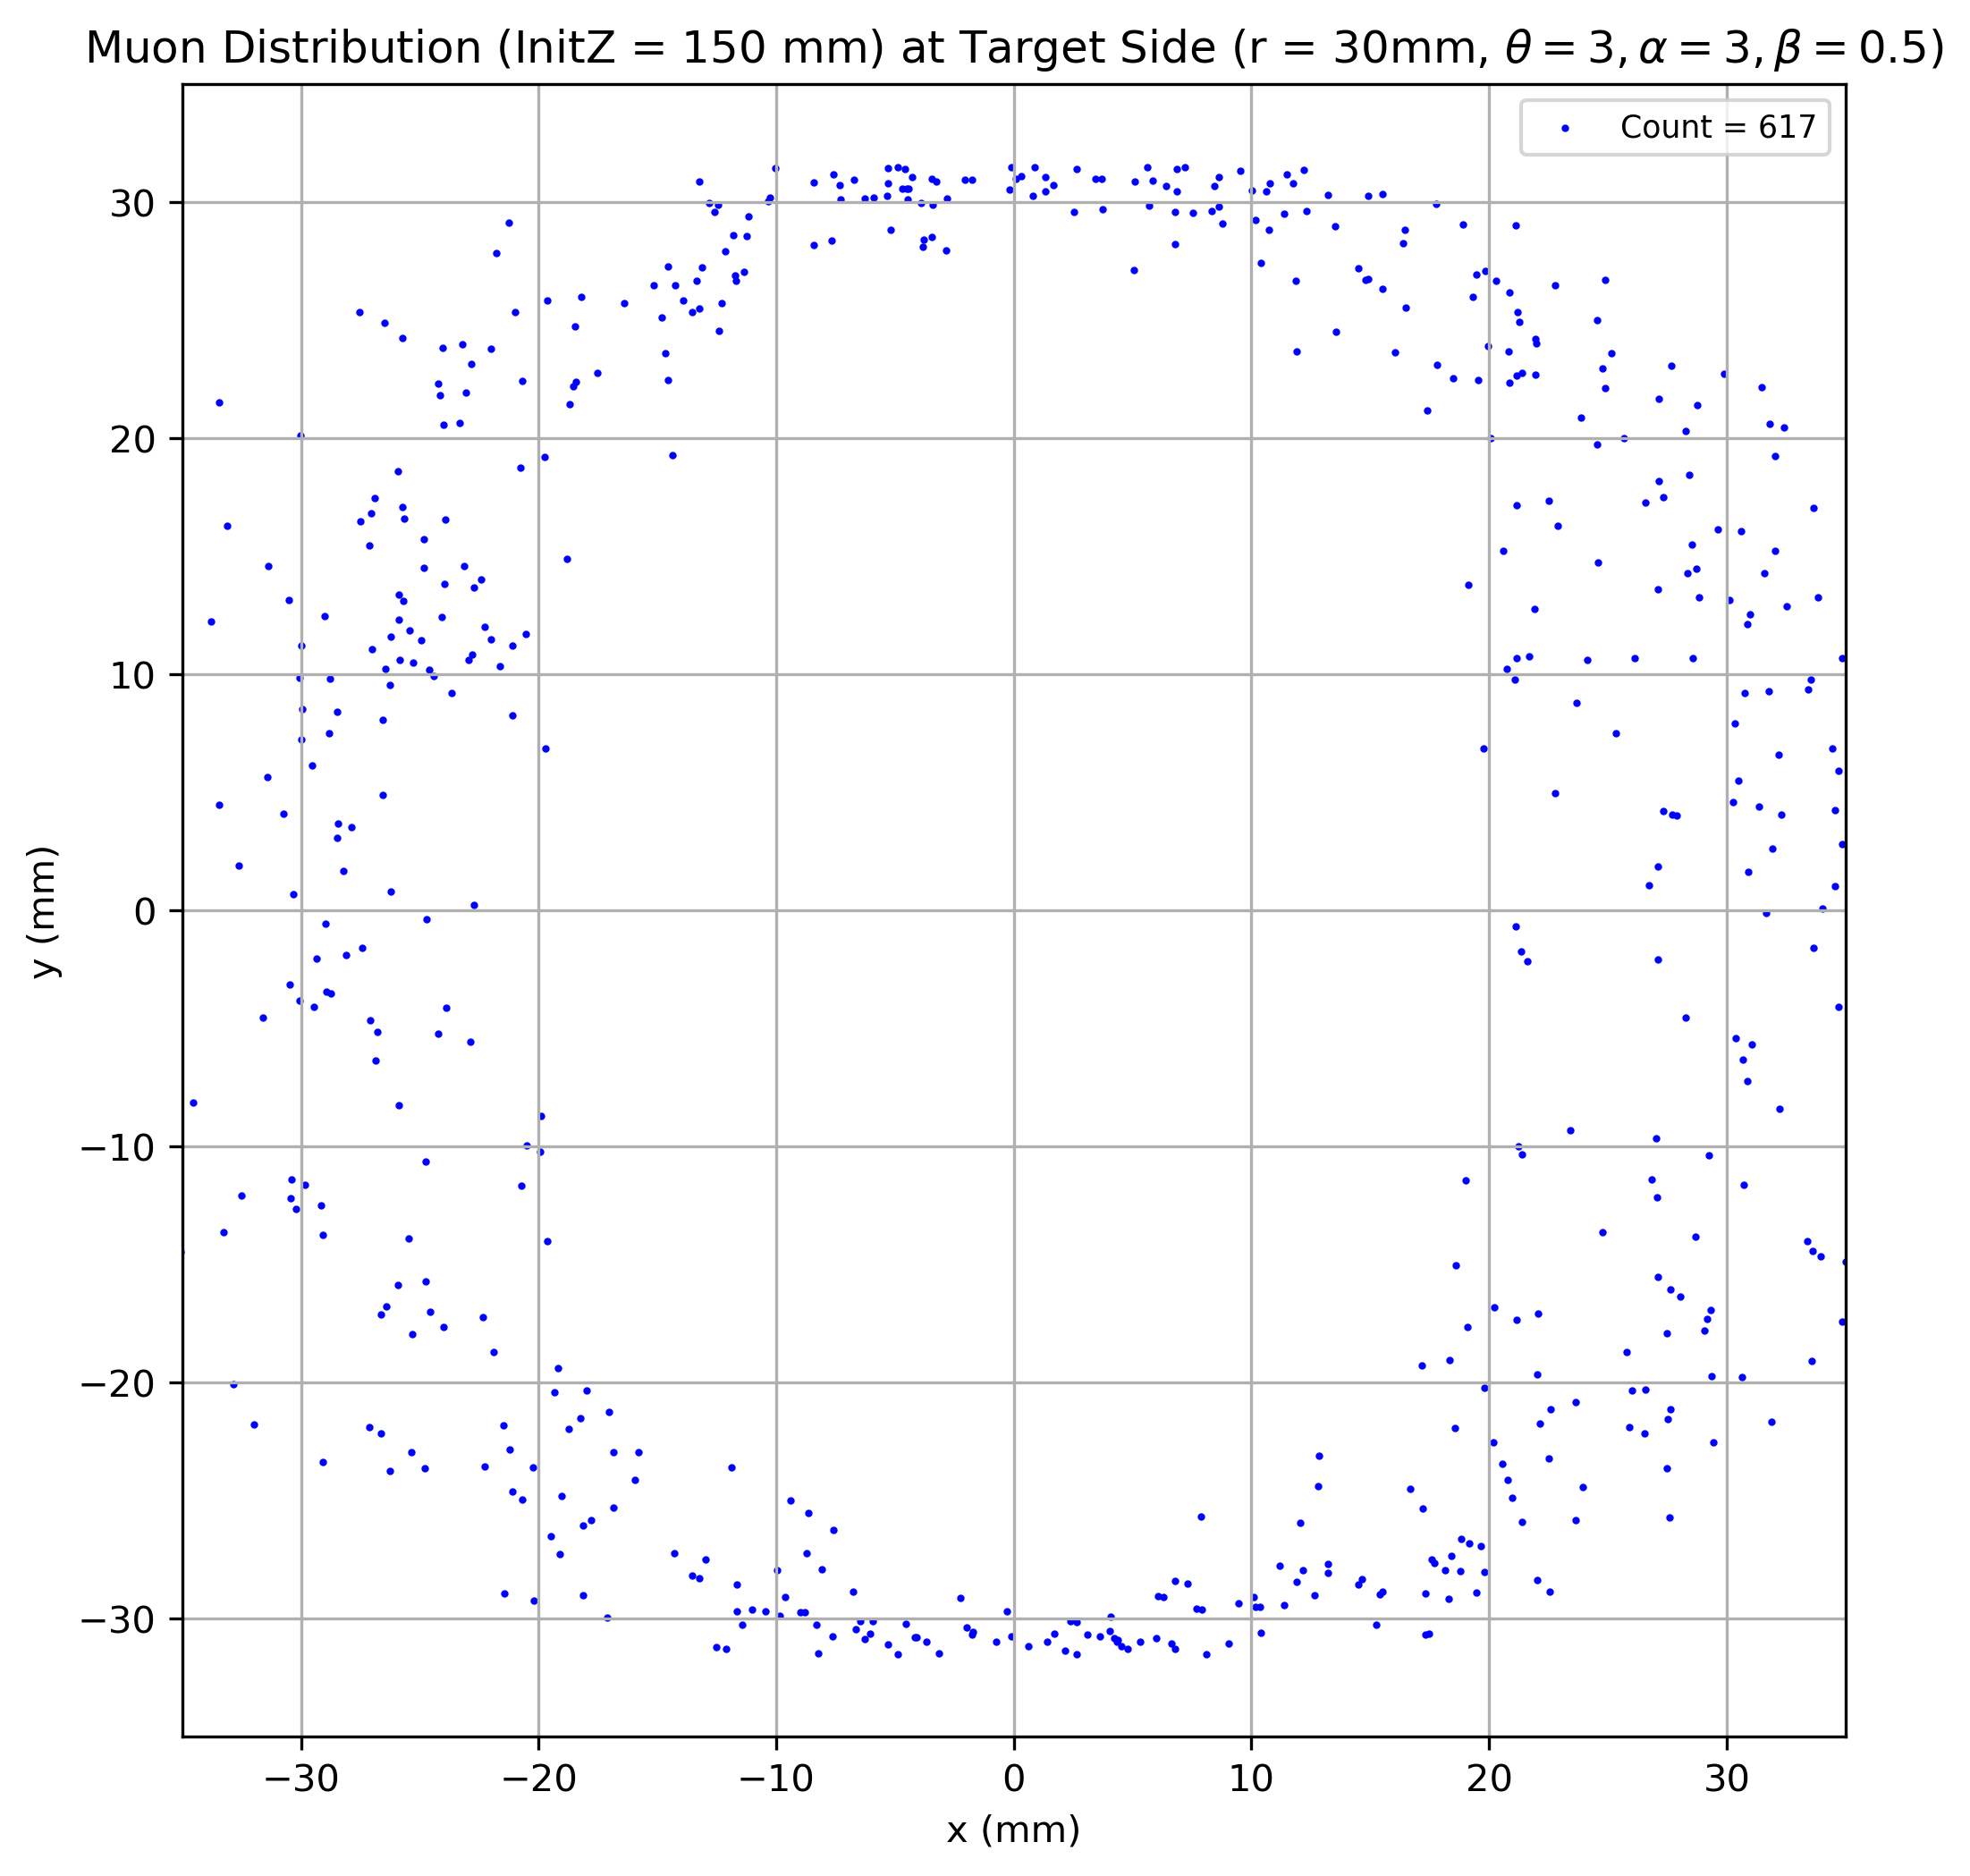 Muon Distribution (InitZ = 150 mm) at Target Side (r = 30mm, θ = 3, α = 3, β = 0.5)
Count = 617
30
20
10
0
−10
−20
−30
y (mm)
−30 −20 −10 0 10 20 30
x (mm)